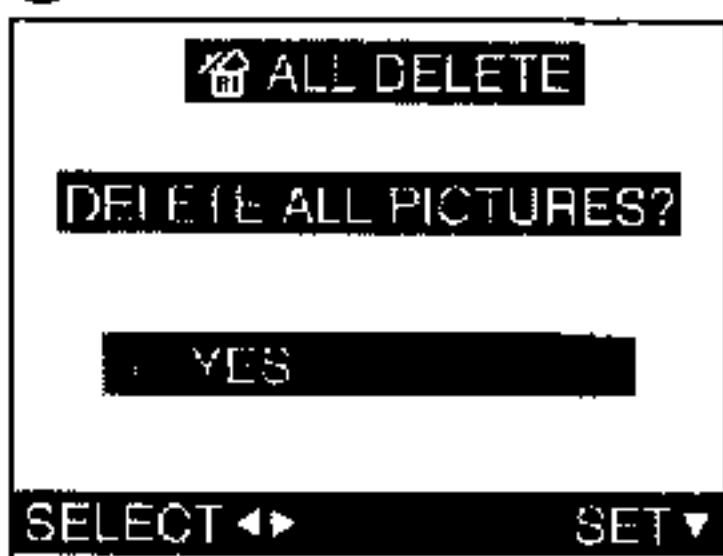 ALL DELETE
DELETE ALL PICTURES?
YES
SELECT ◀▶
SET ▼